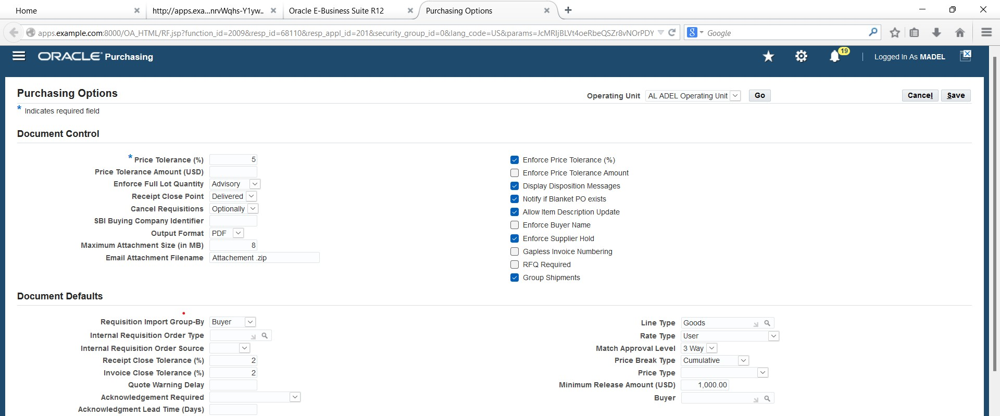 Home
http://apps.exa...nrvWqhs-Y1yw..
Oracle E-Business Suite R12
Purchasing Options
apps.example.com:8000/OA_HTML/RF.jsp?function_id=2009&resp_id=68110&resp_appl_id=201&security_group_id=0&lang_code=US&params=JcMRIjBLVt4oeRbeQSZr8vNOrPDY
8 Google
ORACLE Purchasing
19
Logged In As MADEL
Purchasing Options
Operating Unit AL ADEL Operating Unit Go Cancel Save
* Indicates required field
Document Control
* Price Tolerance (%) 5
Price Tolerance Amount (USD)
Enforce Full Lot Quantity Advisory
Receipt Close Point Delivered
Cancel Requisitions Optionally
SBI Buying Company Identifier
Output Format PDF
Maximum Attachment Size (in MB) 8
Email Attachment Filename Attachement .zip
Enforce Price Tolerance (%)
Enforce Price Tolerance Amount
Display Disposition Messages
Notify if Blanket PO exists
Allow Item Description Update
Enforce Buyer Name
Enforce Supplier Hold
Gapless Invoice Numbering
RFQ Required
Group Shipments
Document Defaults
Requisition Import Group-By Buyer
Internal Requisition Order Type
Internal Requisition Order Source
Receipt Close Tolerance (%) 2
Invoice Close Tolerance (%) 2
Quote Warning Delay
Acknowledgement Required
Acknowledgment Lead Time (Days)
Line Type Goods
Rate Type User
Match Approval Level 3 Way
Price Break Type Cumulative
Price Type
Minimum Release Amount (USD) 1,000.00
Buyer